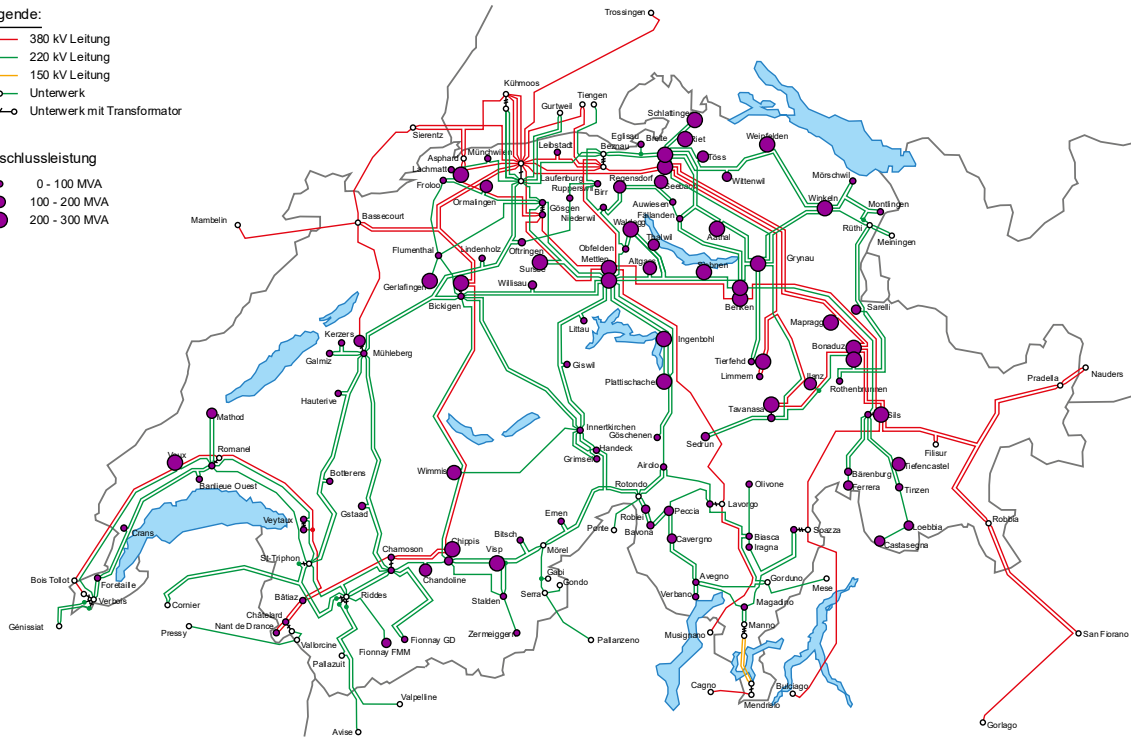 gende:
380 kV Leitung
220 kV Leitung
150 kV Leitung
Unterwerk
Unterwerk mit Transformator
schlussleistung
0 - 100 MVA
100 - 200 MVA
200 - 300 MVA
Trossingen
Kühmoos
Tiengen
Gurtweil
Schlattingen
Sierentz
Eglisau
Breite
Riet
Weinfelden
Leibstadt
Beznau
Asphard
Münchwilen
Lachmatt
Töss
Froloo
Laufenburg
Regensdorf
Seebach
Wittenwil
Mörschwil
Ormalingen
Rupperswil
Birr
Winkeln
Montlingen
Mambelin
Bassecourt
Gösgen
Niederwil
Auwiesen
Fällanden
Waldegg
Aathal
Rüthi
Meiningen
Flumenthal
Lindenholz
Oftringen
Obfelden
Thalwil
Mettlen
Altgass
Grynau
Sursee
Gerlafingen
Willisau
Benken
Bickigen
Sarelli
Mapragg
Littau
Kerzers
Galmiz
Mühleberg
Ingenbohl
Bonaduz
Giswil
Tierfehd
Limmern
Ilanz
Rothenbrunnen
Pradella
Nauders
Plattischachen
Hauterive
Tavanasa
Sils
Mathod
Innertkirchen
Göschenen
Sedrun
Handeck
Grimsel
Filisur
Romanel
Vaux
Wimmis
Airolo
Bärenburg
Tiefencastel
Banlieue Ouest
Botterens
Rotondo
Olivone
Ferrera
Tinzen
Gstaad
Lavorgo
Robbia
Veytaux
Ernen
Robiei
Peccia
Crans
Ponte
Bavona
Soazza
Löbbia
Bitsch
Biasca
Cavergno
Iragna
Castasegna
St-Triphon
Chamoson
Chippis
Visp
Mörel
Bois Tollot
Foretaille
Chandoline
Gabi
Gondo
Avegno
Gorduno
Mese
Verbois
Cornier
Bâtiaz
Riddes
Stalden
Serra
Verbano
Magadino
Génissiat
Pressy
Châtelard
Nant de Drance
Zermeiggern
Pallanzeno
Musignano
Manno
San Fiorano
Vallorcine
Fionnay GD
Fionnay FMM
Pallazuit
Cagno
Bulciago
Valpelline
Mendrisio
Avise
Gorlago